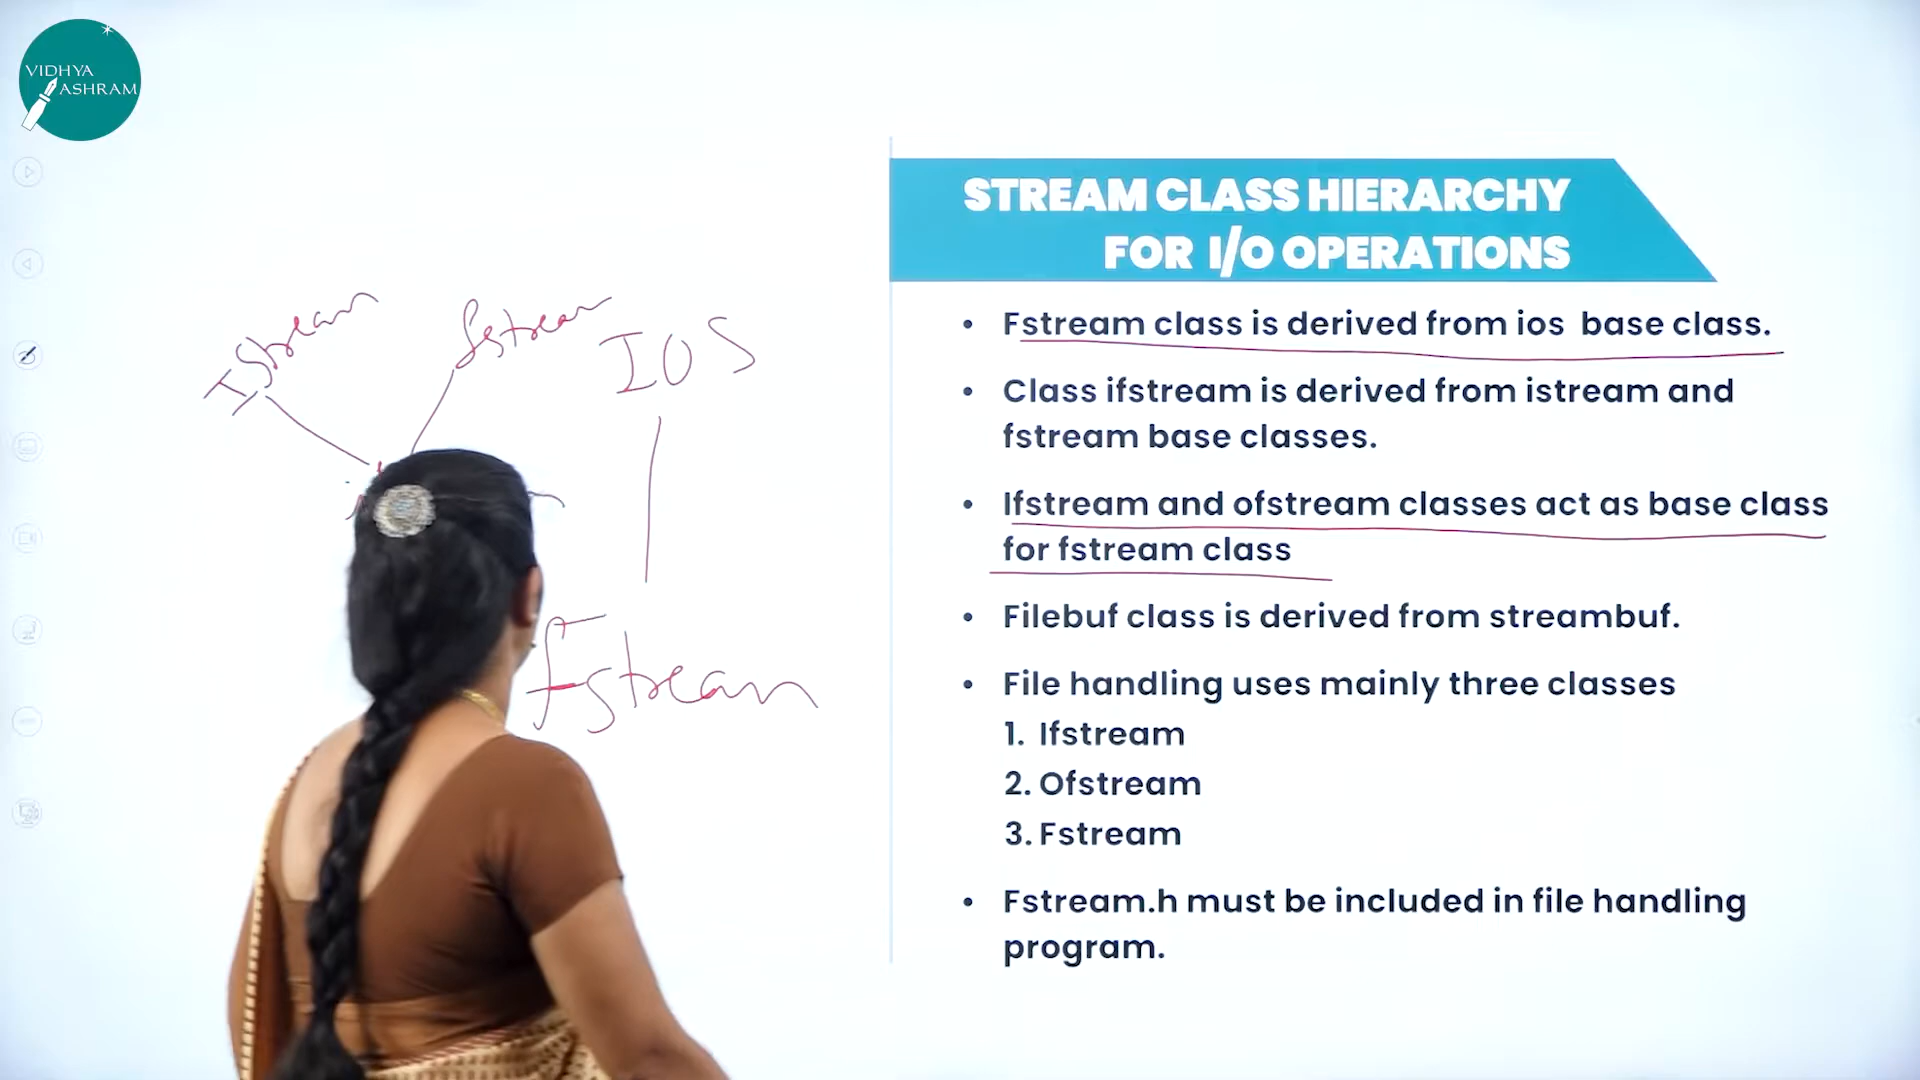 VIDHYA
ASHRAM
STREAM CLASS HIERARCHY
FOR I/O OPERATIONS
• Fstream class is derived from ios base class.
• Class ifstream is derived from istream and
fstream base classes.
• Ifstream and ofstream classes act as base class
for fstream class
• Filebuf class is derived from streambuf.
• File handling uses mainly three classes
1. Ifstream
2. Ofstream
3. Fstream
• Fstream.h must be included in file handling
program.
IStream
fstream
IOS
Fstream